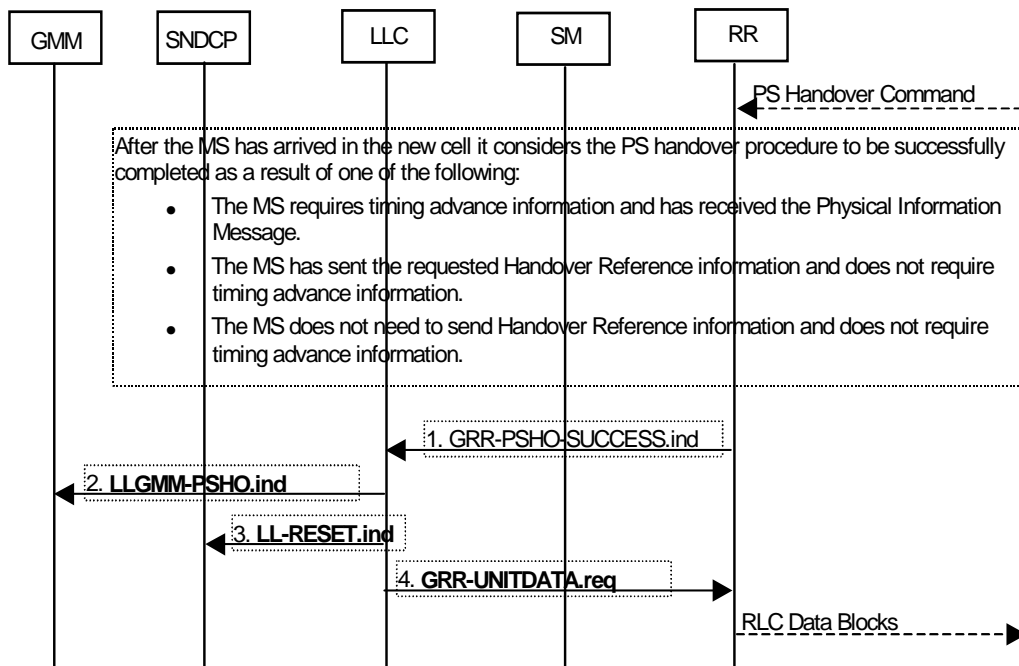 GMM SNDCP LLC SM RR
PS Handover Command
After the MS has arrived in the new cell it considers the PS handover procedure to be successfully
completed as a result of one of the following:
• The MS requires timing advance information and has received the Physical Information
Message.
• The MS has sent the requested Handover Reference information and does not require
timing advance information.
• The MS does not need to send Handover Reference information and does not require
timing advance information.
1. GRR-PSHO-SUCCESS.ind
2. LLGMM-PSHO.ind
3. LL-RESET.ind
4. GRR-UNITDATA.req
RLC Data Blocks